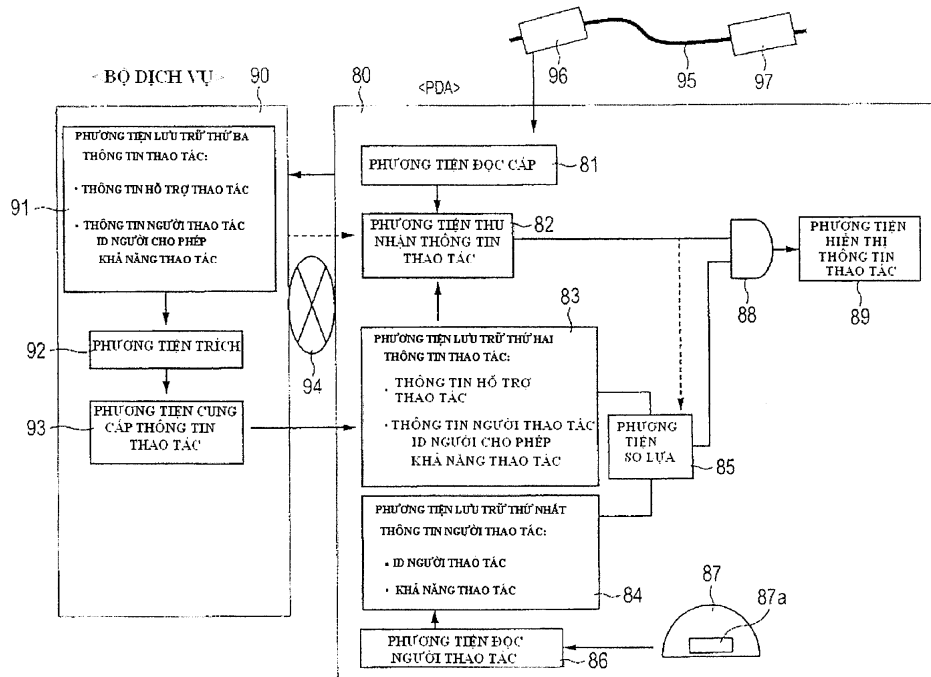 < BỘ DỊCH VỤ >
90
80
<PDA>
96
95
97
PHƯƠNG TIỆN LƯU TRỮ THỨ BA
THÔNG TIN THAO TÁC:
• THÔNG TIN HỖ TRỢ THAO TÁC
• THÔNG TIN NGƯỜI THAO TÁC
ID NGƯỜI CHO PHÉP
KHẢ NĂNG THAO TÁC
91
PHƯƠNG TIỆN TRÍCH
92
PHƯƠNG TIỆN CUNG
CẤP THÔNG TIN
THAO TÁC
93
94
PHƯƠNG TIỆN ĐỌC CÁP
81
PHƯƠNG TIỆN THU
NHẬN THÔNG TIN
THAO TÁC
82
83
PHƯƠNG TIỆN LƯU TRỮ THỨ HAI
THÔNG TIN THAO TÁC:
• THÔNG TIN HỖ TRỢ
THAO TÁC
• THÔNG TIN NGƯỜI THAO TÁC
ID NGƯỜI CHO PHÉP
KHẢ NĂNG THAO TÁC
PHƯƠNG
TIỆN
SO LỰA
85
88
PHƯƠNG TIỆN
HIỂN THỊ
THÔNG TIN
THAO TÁC
89
PHƯƠNG TIỆN LƯU TRỮ THỨ NHẤT
THÔNG TIN NGƯỜI THAO TÁC:
• ID NGƯỜI THAO TÁC
• KHẢ NĂNG THAO TÁC
84
PHƯƠNG TIỆN ĐỌC
NGƯỜI THAO TÁC
86
87
87a